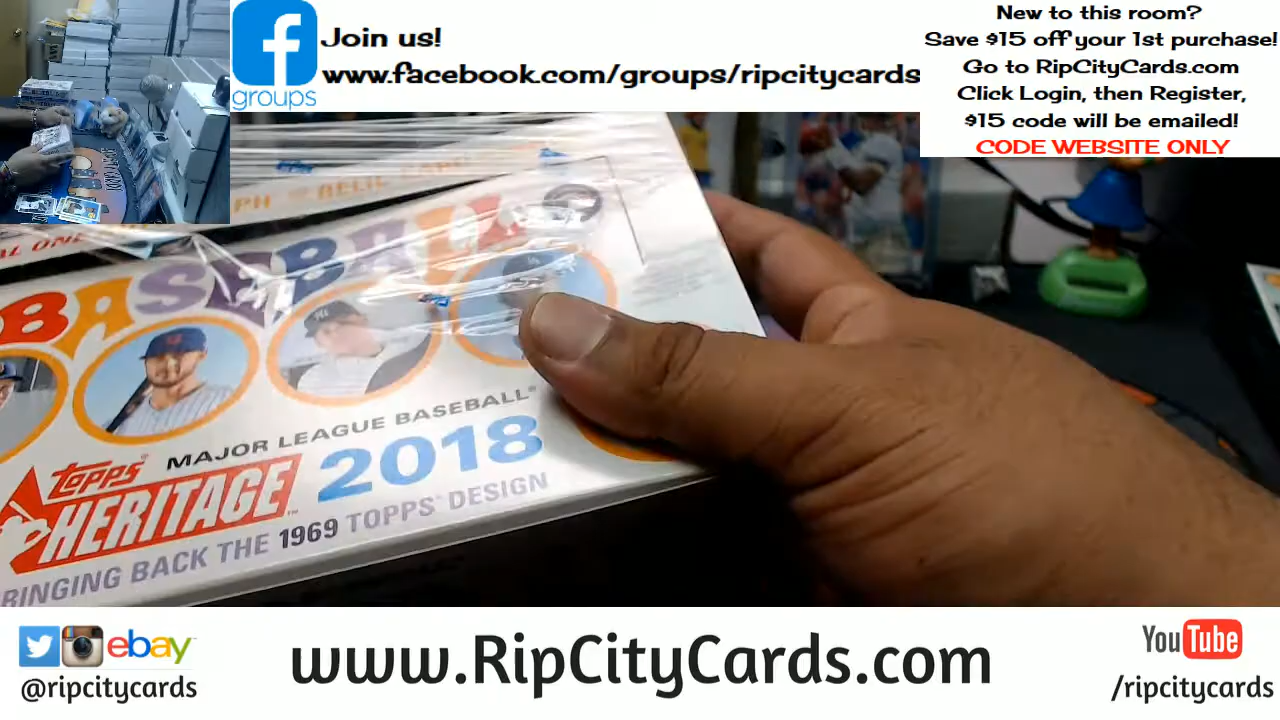 Join us!
www.facebook.com/groups/ripcitycards
groups
New to this room?
Save $15 off your 1st purchase!
Go to RipCityCards.com
Click Login, then Register,
$15 code will be emailed!
CODE WEBSITE ONLY
RELIC CARD
BASEBALL
MAJOR LEAGUE BASEBALL
2018
TOPPS
HERITAGE
RINGING BACK THE 1969 TOPPS DESIGN
ebay
@ripcitycards
www.RipCityCards.com
YouTube
/ripcitycards